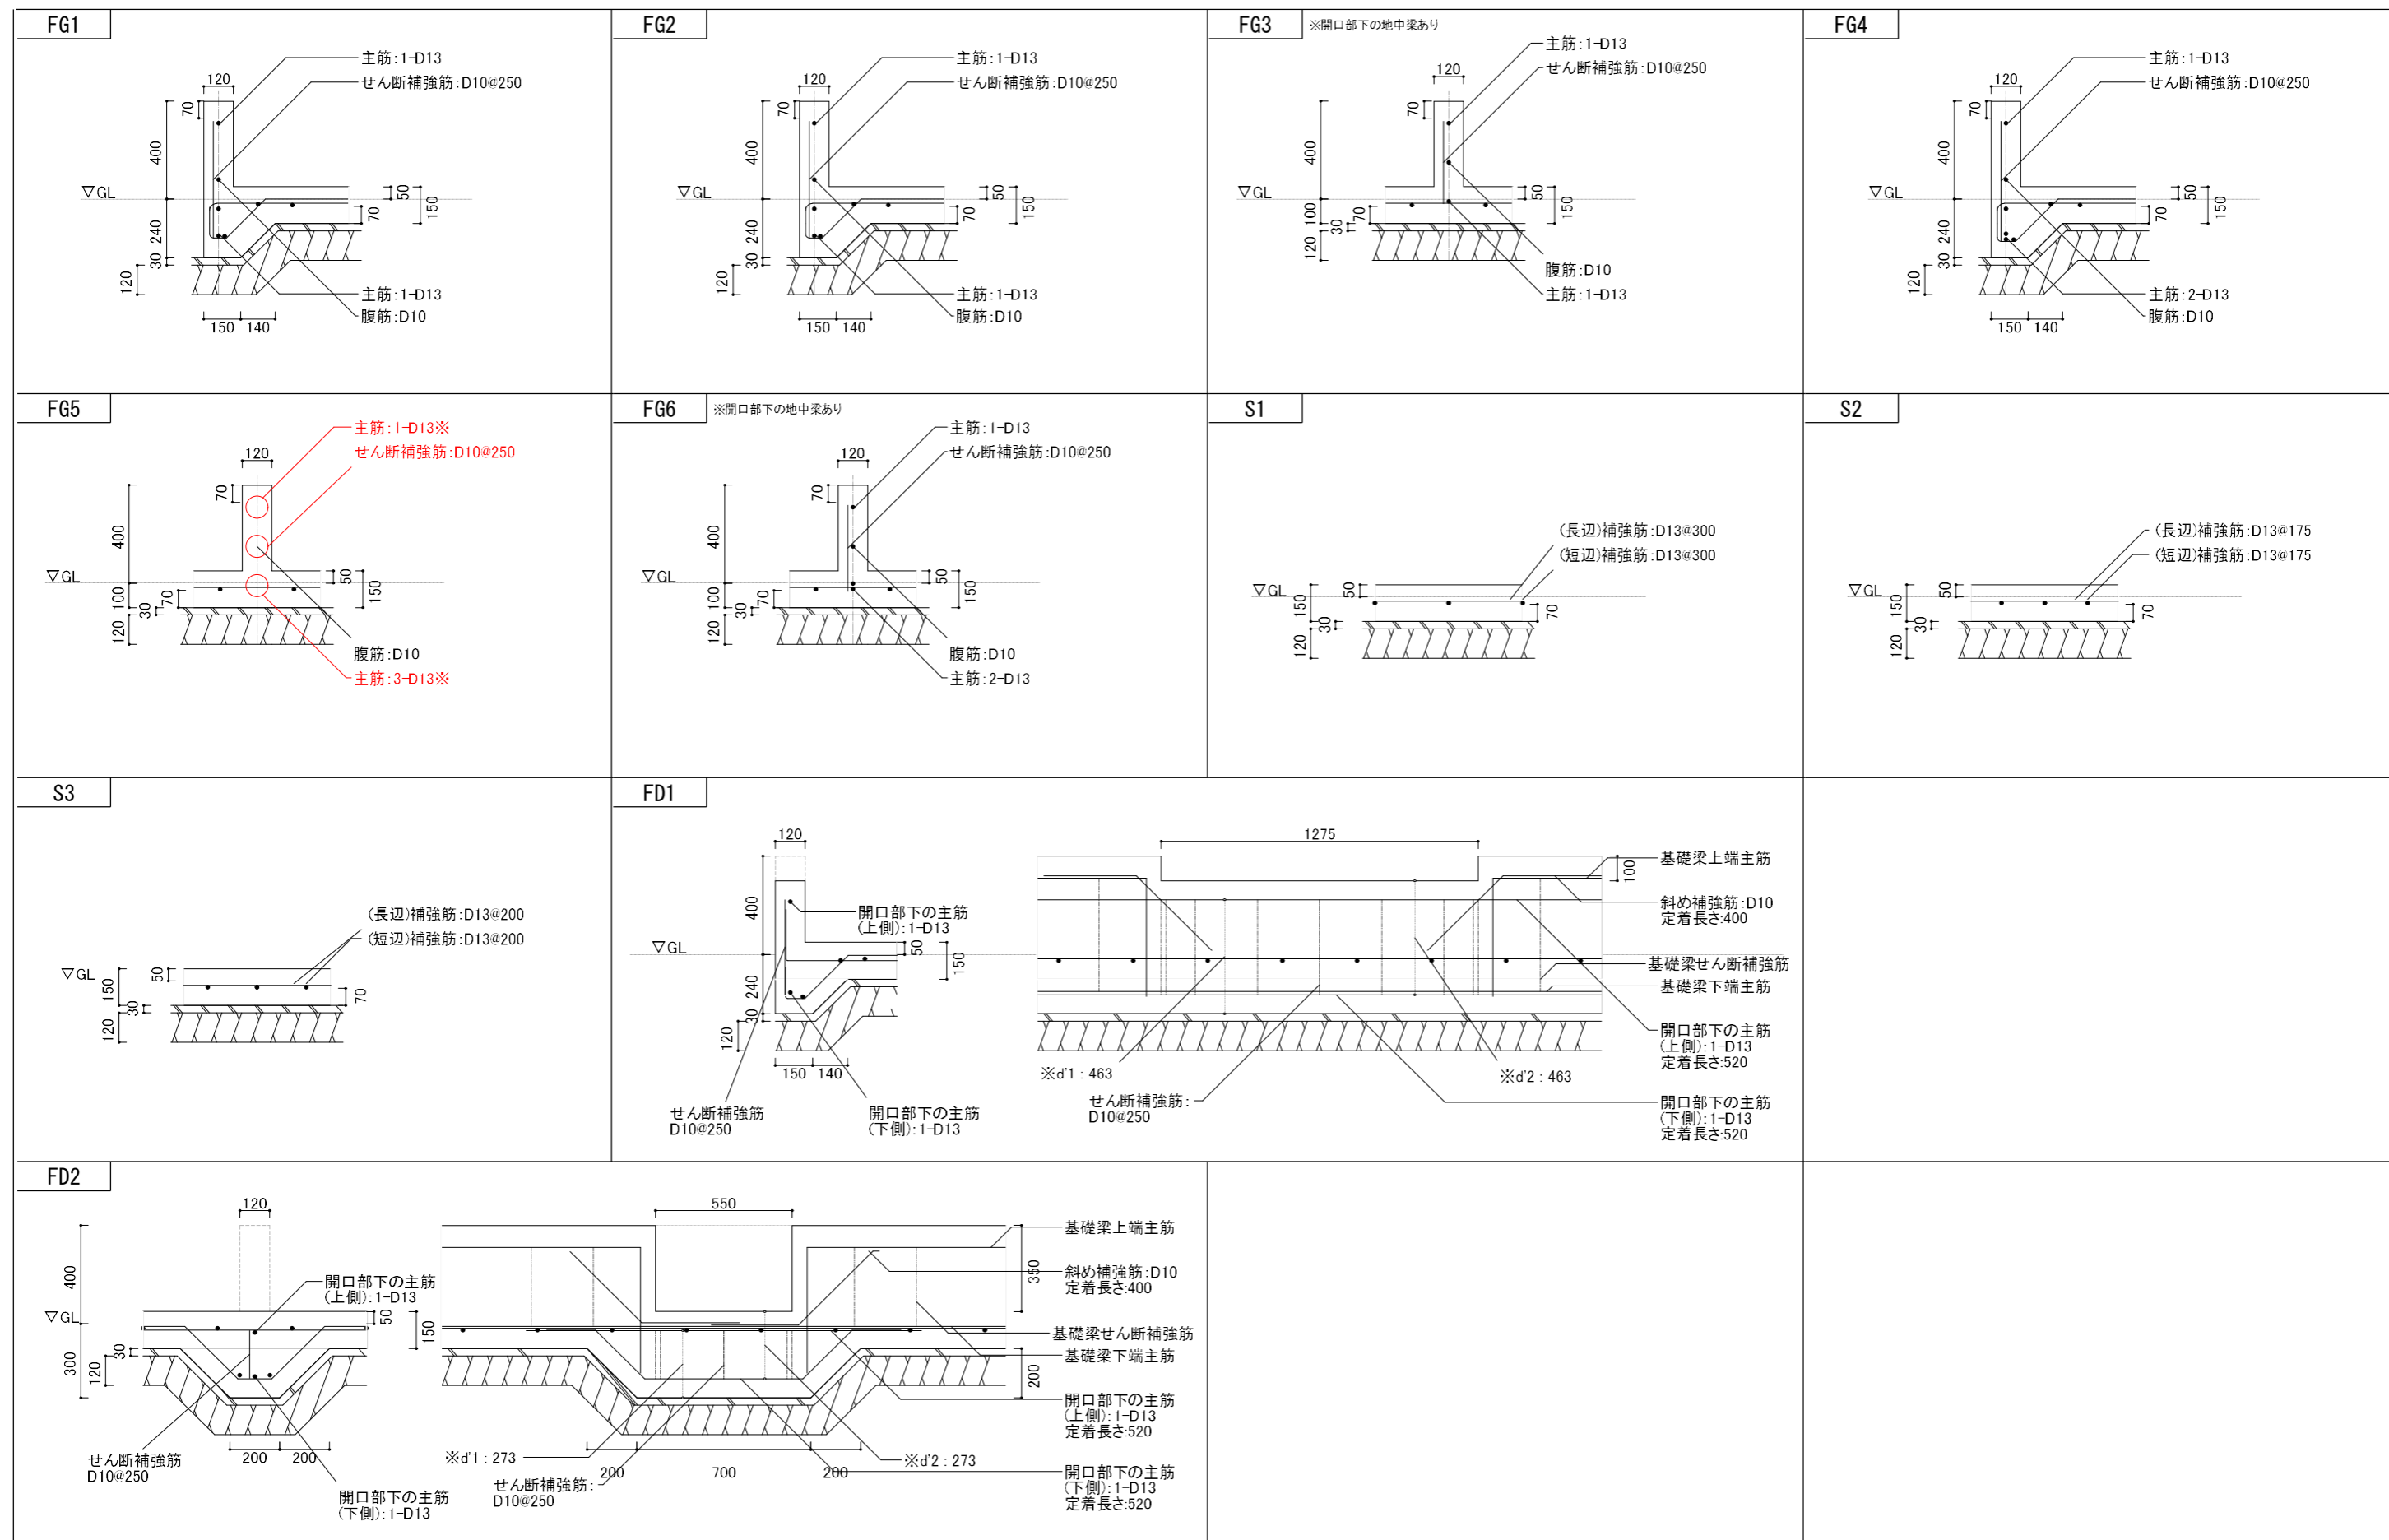 FG1
主筋:1-D13
せん断補強筋:D10@250
120
70
400
▽GL
50
150
70
240
30
120
主筋:1-D13
腹筋:D10
150
140
FG2
主筋:1-D13
せん断補強筋:D10@250
120
70
400
▽GL
50
150
70
240
30
120
主筋:1-D13
腹筋:D10
150
140
FG3
※開口部下の地中梁あり
主筋:1-D13
せん断補強筋:D10@250
120
70
400
▽GL
50
150
100
70
30
120
腹筋:D10
主筋:1-D13
FG4
主筋:1-D13
せん断補強筋:D10@250
120
70
400
▽GL
50
150
70
240
30
120
主筋:2-D13
腹筋:D10
150
140
FG5
主筋:1-D13※
せん断補強筋:D10@250
120
70
400
▽GL
50
150
100
70
30
120
腹筋:D10
主筋:3-D13※
FG6
※開口部下の地中梁あり
主筋:1-D13
せん断補強筋:D10@250
120
70
400
▽GL
50
150
100
70
30
120
腹筋:D10
主筋:2-D13
S1
(長辺)補強筋:D13@300
(短辺)補強筋:D13@300
▽GL
50
150
70
30
120
S2
(長辺)補強筋:D13@175
(短辺)補強筋:D13@175
▽GL
50
150
70
30
120
S3
(長辺)補強筋:D13@200
(短辺)補強筋:D13@200
▽GL
50
150
70
30
120
FD1
120
400
開口部下の主筋
(上側):1-D13
▽GL
50
150
240
30
120
150
140
せん断補強筋
D10@250
開口部下の主筋
(下側):1-D13
1275
100
基礎梁上端主筋
斜め補強筋:D10
定着長さ:400
基礎梁せん断補強筋
基礎梁下端主筋
開口部下の主筋
(上側):1-D13
定着長さ:520
※d'1 : 463
※d'2 : 463
せん断補強筋:
D10@250
開口部下の主筋
(下側):1-D13
定着長さ:520
FD2
120
400
開口部下の主筋
(上側):1-D13
▽GL
50
150
300
30
120
200
200
せん断補強筋
D10@250
開口部下の主筋
(下側):1-D13
550
350
基礎梁上端主筋
斜め補強筋:D10
定着長さ:400
基礎梁せん断補強筋
基礎梁下端主筋
200
開口部下の主筋
(上側):1-D13
定着長さ:520
※d'1 : 273
※d'2 : 273
200
700
200
せん断補強筋:
D10@250
開口部下の主筋
(下側):1-D13
定着長さ:520